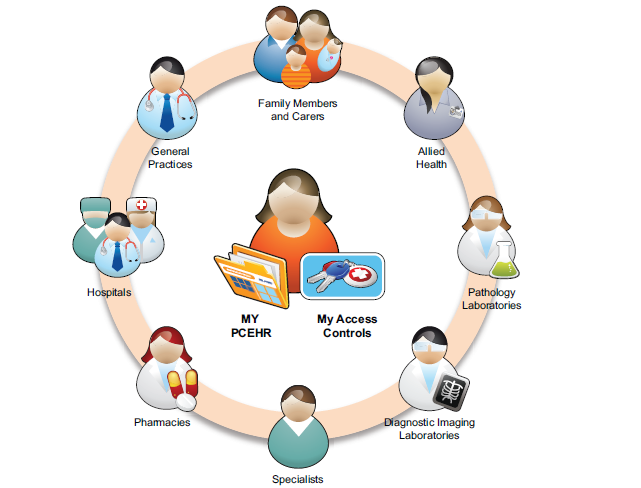 Family Members
and Carers
General
Practices
Allied
Health
Hospitals
MY
PCEHR
My Access
Controls
Pathology
Laboratories
Pharmacies
Diagnostic Imaging
Laboratories
Specialists